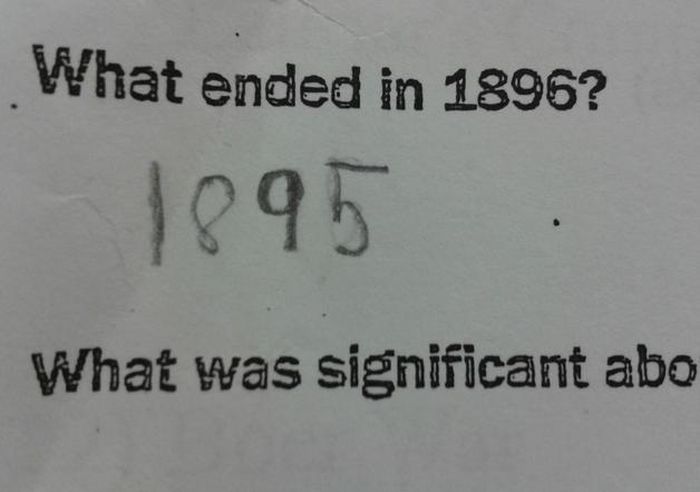 What ended in 1896?
1895
What was significant abo